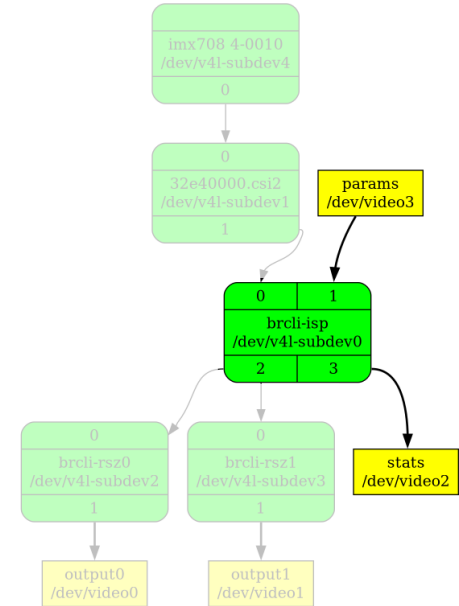 imx708 4-0010
/dev/v4l-subdev4
0
0
32e40000.csi2
/dev/v4l-subdev1
1
params
/dev/video3
0 1
brcli-isp
/dev/v4l-subdev0
2 3
0
brcli-rsz0
/dev/v4l-subdev2
1
0
brcli-rsz1
/dev/v4l-subdev3
1
stats
/dev/video2
output0
/dev/video0
output1
/dev/video1